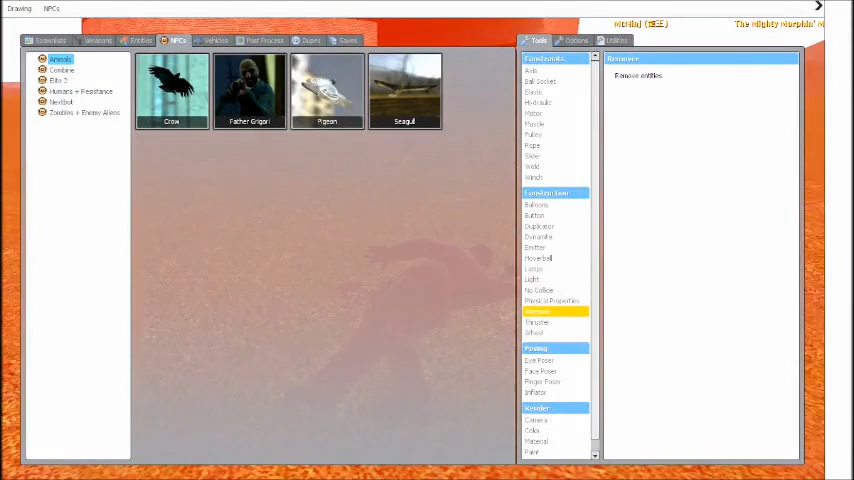 Drawing NPCs
McNinj (
The Mighty Morphin' M
Spawnlists Weapons Entities NPCs Vehicles Post Process Dupes Saves
Tools Options Utilities
Animals
Combine
Elite 2
Humans + Resistance
Nextbot
Zombies + Enemy Aliens
Crow
Father Grigori
Pigeon
Seagull
Constraints
Axis
Ball Socket
Elastic
Hydraulic
Motor
Muscle
Pulley
Rope
Slider
Weld
Winch
Construction
Balloons
Button
Duplicator
Dynamite
Emitter
Hoverball
Lamps
Light
No Collide
Physical Properties
Remover
Thruster
Wheel
Posing
Eye Poser
Face Poser
Finger Poser
Inflator
Render
Camera
Color
Material
Paint
Remover
Remove entities